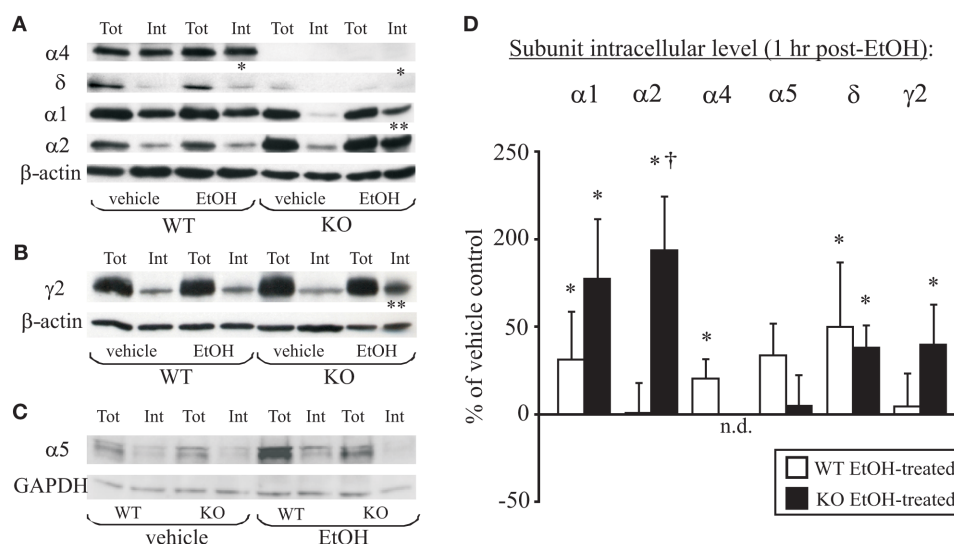 A
Tot Int Tot Int Tot Int Tot Int
α4
*
*
δ
α1
**
α2
β-actin
vehicle EtOH vehicle EtOH
WT KO
B
Tot Int Tot Int Tot Int Tot Int
γ2
**
β-actin
vehicle EtOH vehicle EtOH
WT KO
C
Tot Int Tot Int Tot Int Tot Int
α5
GAPDH
WT KO WT KO
vehicle EtOH
D
Subunit intracellular level (1 hr post-EtOH):
α1 α2 α4 α5 δ γ2
% of vehicle control
250
200
50
50
0
-50
* * * † * * * *
n.d.
WT EtOH-treated
KO EtOH-treated